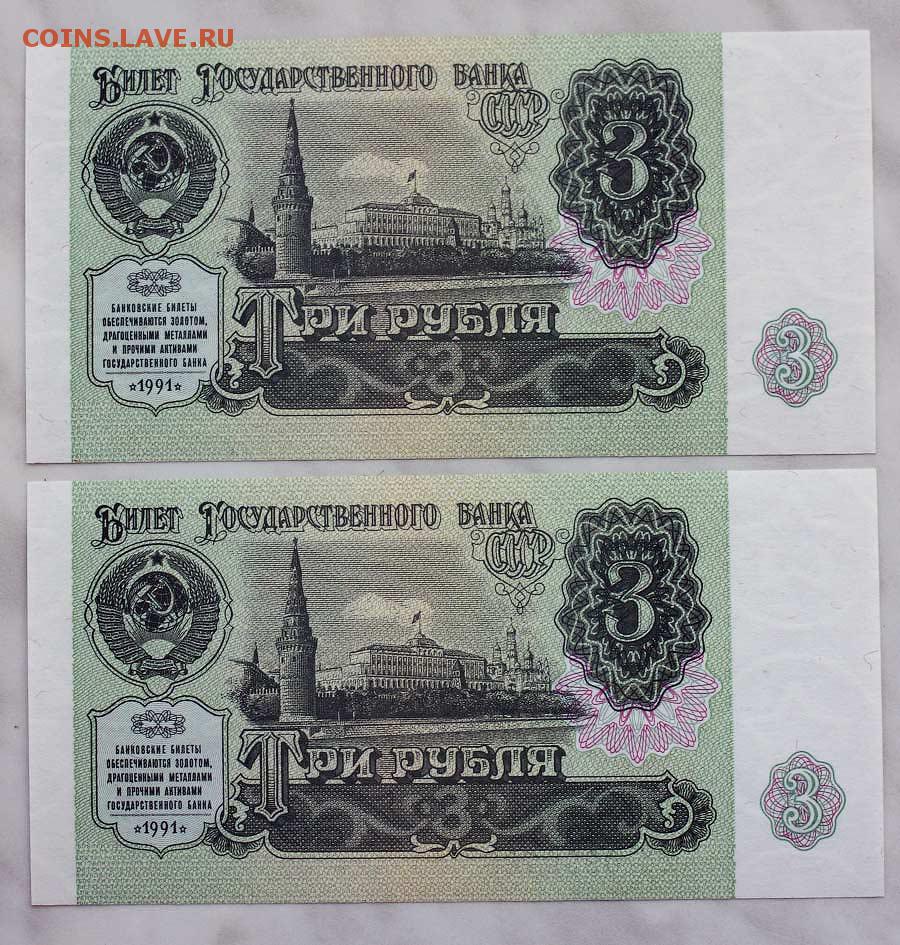 COINS.LAVE.RU
БИЛЕТ ГОСУДАРСТВЕННОГО БАНКА
СССР
3
БАНКОВСКИЕ БИЛЕТЫ
ОБЕСПЕЧИВАЮТСЯ ЗОЛОТОМ,
ДРАГОЦЕННЫМИ МЕТАЛЛАМИ
И ПРОЧИМИ АКТИВАМИ
ГОСУДАРСТВЕННОГО БАНКА
☆1991☆
ТРИ РУБЛЯ
3
3
БИЛЕТ ГОСУДАРСТВЕННОГО БАНКА
СССР
3
БАНКОВСКИЕ БИЛЕТЫ
ОБЕСПЕЧИВАЮТСЯ ЗОЛОТОМ,
ДРАГОЦЕННЫМИ МЕТАЛЛАМИ
И ПРОЧИМИ АКТИВАМИ
ГОСУДАРСТВЕННОГО БАНКА
☆1991☆
ТРИ РУБЛЯ
3
3